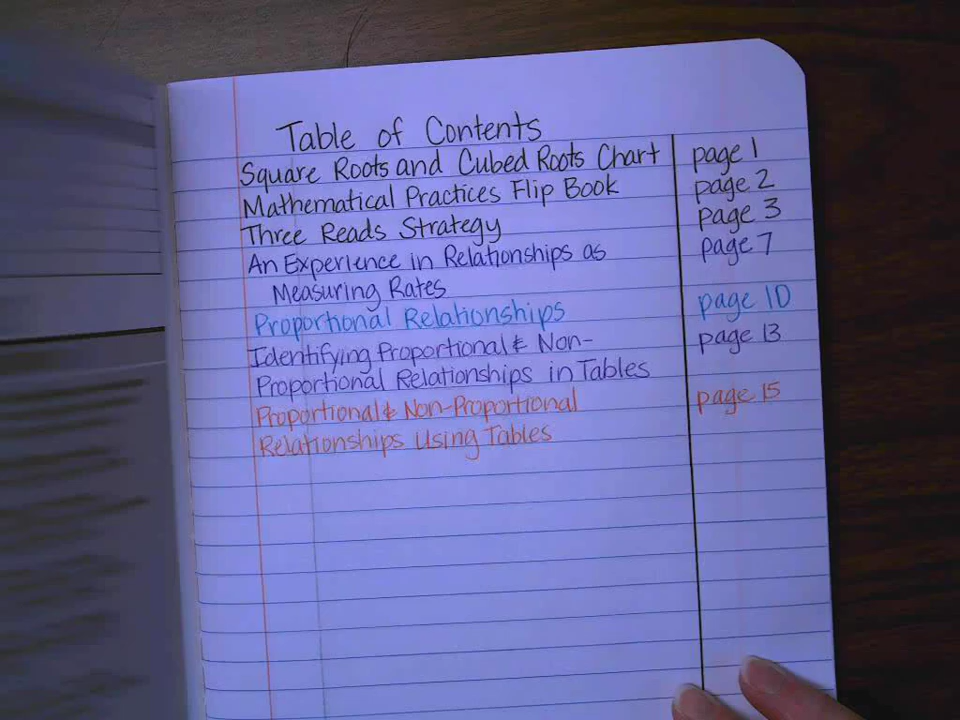 Table of Contents
Square Roots and Cubed Roots Chart page 1
Mathematical Practices Flip Book page 2
Three Reads Strategy page 3
An Experience in Relationships as page 7
Measuring Rates
Proportional Relationships page 10
Identifying Proportional & Non- page 13
Proportional Relationships in Tables
Proportional & Non-Proportional page 15
Relationships Using Tables